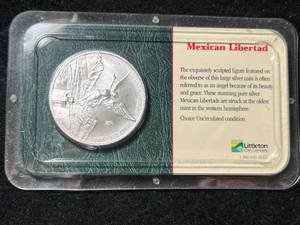 Mexican Libertad
The exquisitely sculpted figure featured on
the obverse of this large silver coin is often
referred to as an angel because of its beauty
and grace. These stunning pure silver
Mexican Libertads are struck at the oldest
mint in the western hemisphere.
Choice Uncirculated condition.
Littleton
Coin Company